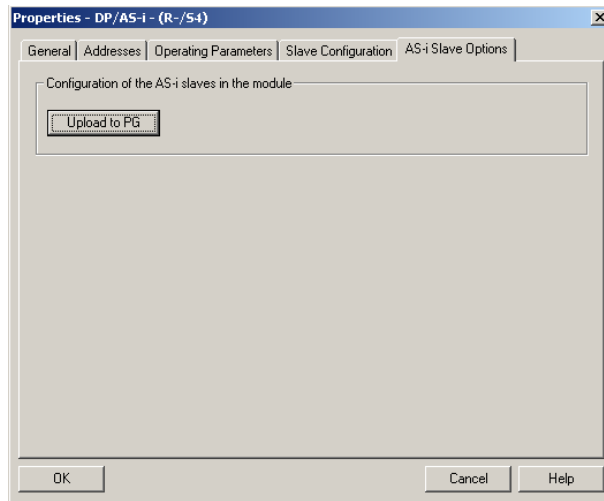 Properties - DP/AS-i - (R-/S4)
General Addresses Operating Parameters Slave Configuration AS-i Slave Options
Configuration of the AS-i slaves in the module
Upload to PG
OK Cancel Help